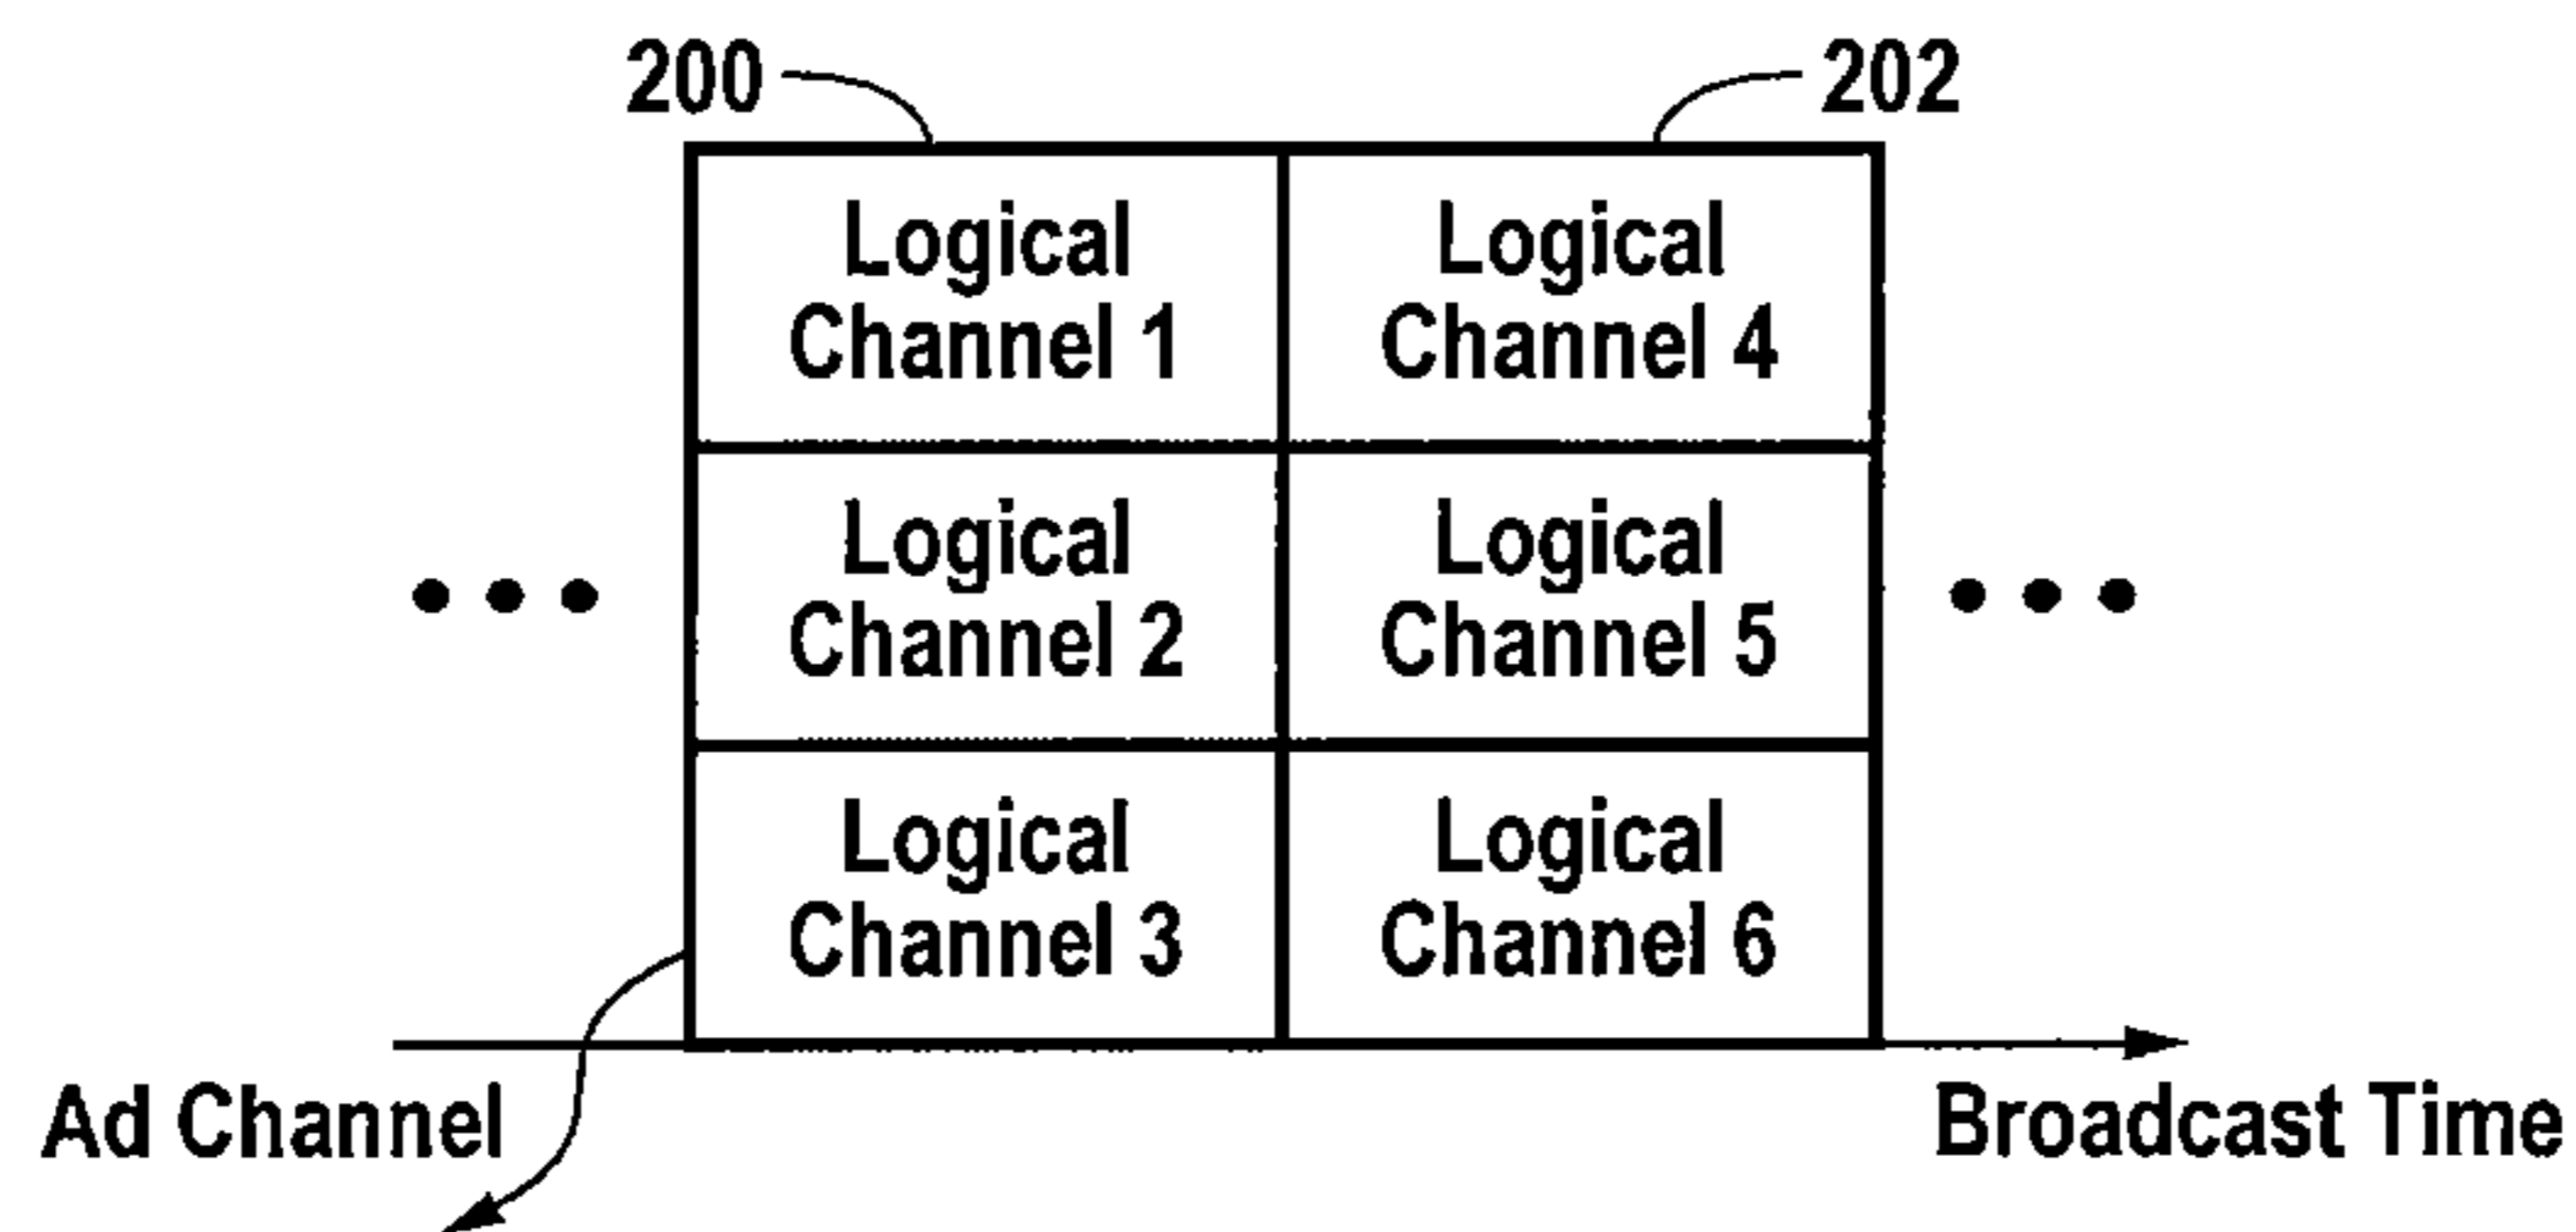 200
202
Logical
Channel 1
Logical
Channel 4
Logical
Channel 2
Logical
Channel 5
Logical
Channel 3
Logical
Channel 6
Ad Channel
Broadcast Time